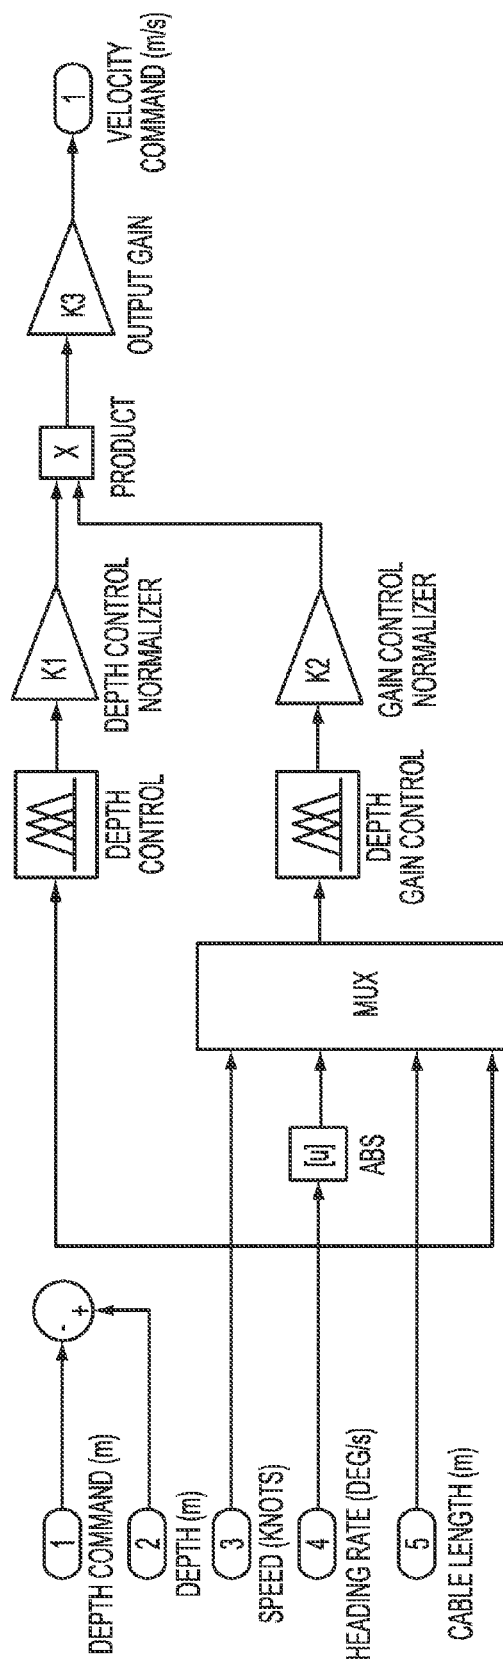 1
DEPTH COMMAND (m)
2
DEPTH (m)
3
SPEED (KNOTS)
4
HEADING RATE (DEG/s)
5
CABLE LENGTH (m)
-
+
[u]
ABS
MUX
DEPTH
CONTROL
DEPTH
GAIN CONTROL
K1
DEPTH CONTROL
NORMALIZER
K2
GAIN CONTROL
NORMALIZER
X
PRODUCT
K3
OUTPUT GAIN
1
VELOCITY
COMMAND (m/s)